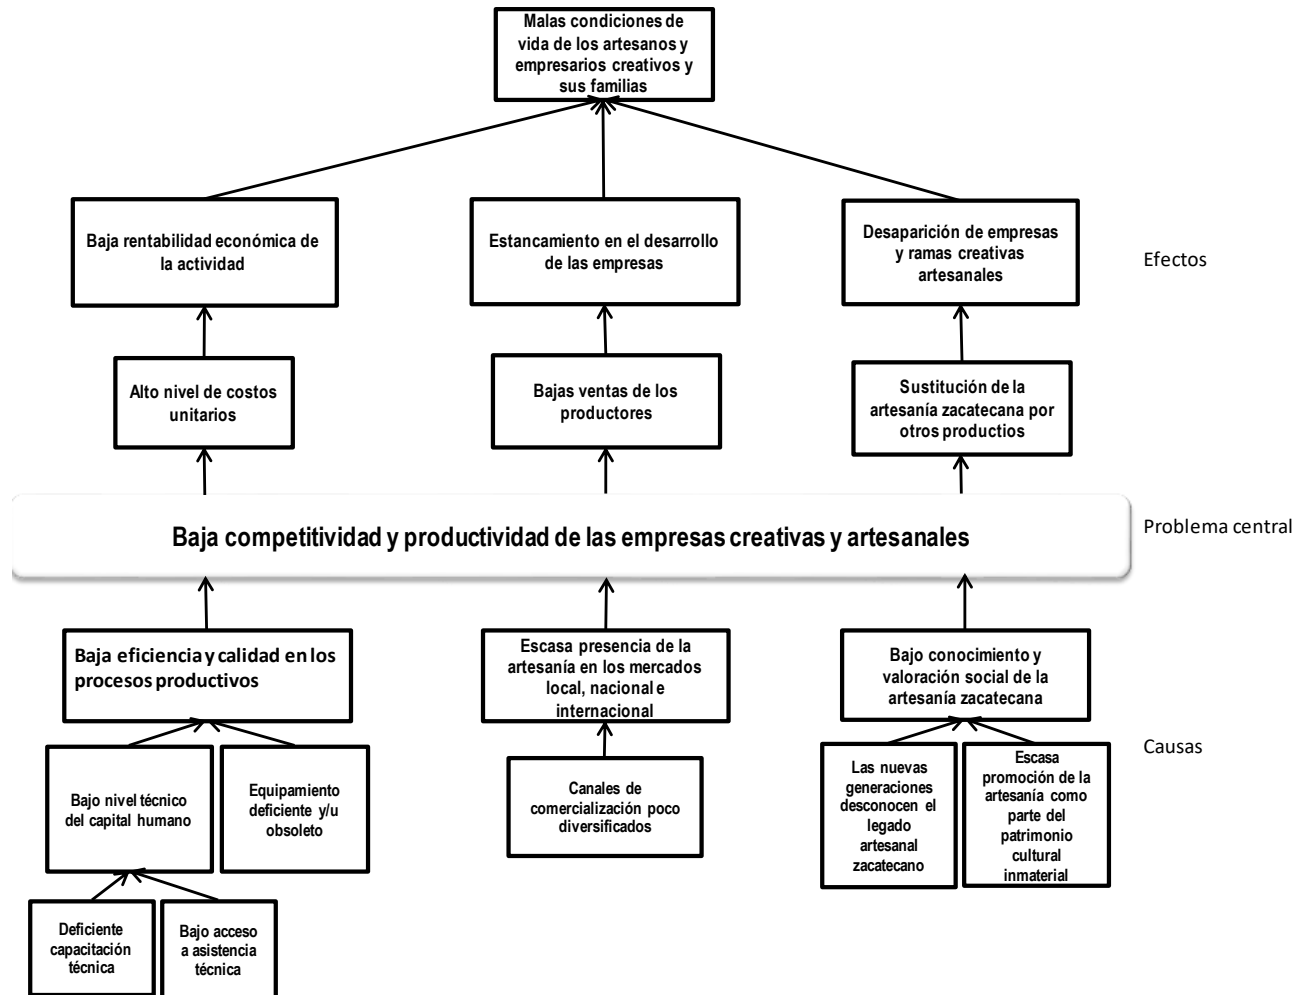 Malas condiciones de
vida de los artesanos y
empresarios creativos y
sus familias
Baja rentabilidad económica de
la actividad
Estancamiento en el desarrollo
de las empresas
Desaparición de empresas
y ramas creativas
artesanales
Efectos
Alto nivel de costos
unitarios
Bajas ventas de los
productores
Sustitución de la
artesanía zacatecana por
otros productios
Baja competitividad y productividad de las empresas creativas y artesanales
Problema central
Baja eficiencia y calidad en los
procesos productivos
Escasa presencia de la
artesanía en los mercados
local, nacional e
internacional
Bajo conocimiento y
valoración social de la
artesanía zacatecana
Causas
Bajo nivel técnico
del capital humano
Equipamiento
deficiente y/u
obsoleto
Canales de
comercialización poco
diversificados
Las nuevas
generaciones
desconocen el
legado
artesanal
zacatecano
Escasa
promoción de la
artesanía como
parte del
patrimonio
cultural
inmaterial
Deficiente
capacitación
técnica
Bajo acceso
a asistencia
técnica